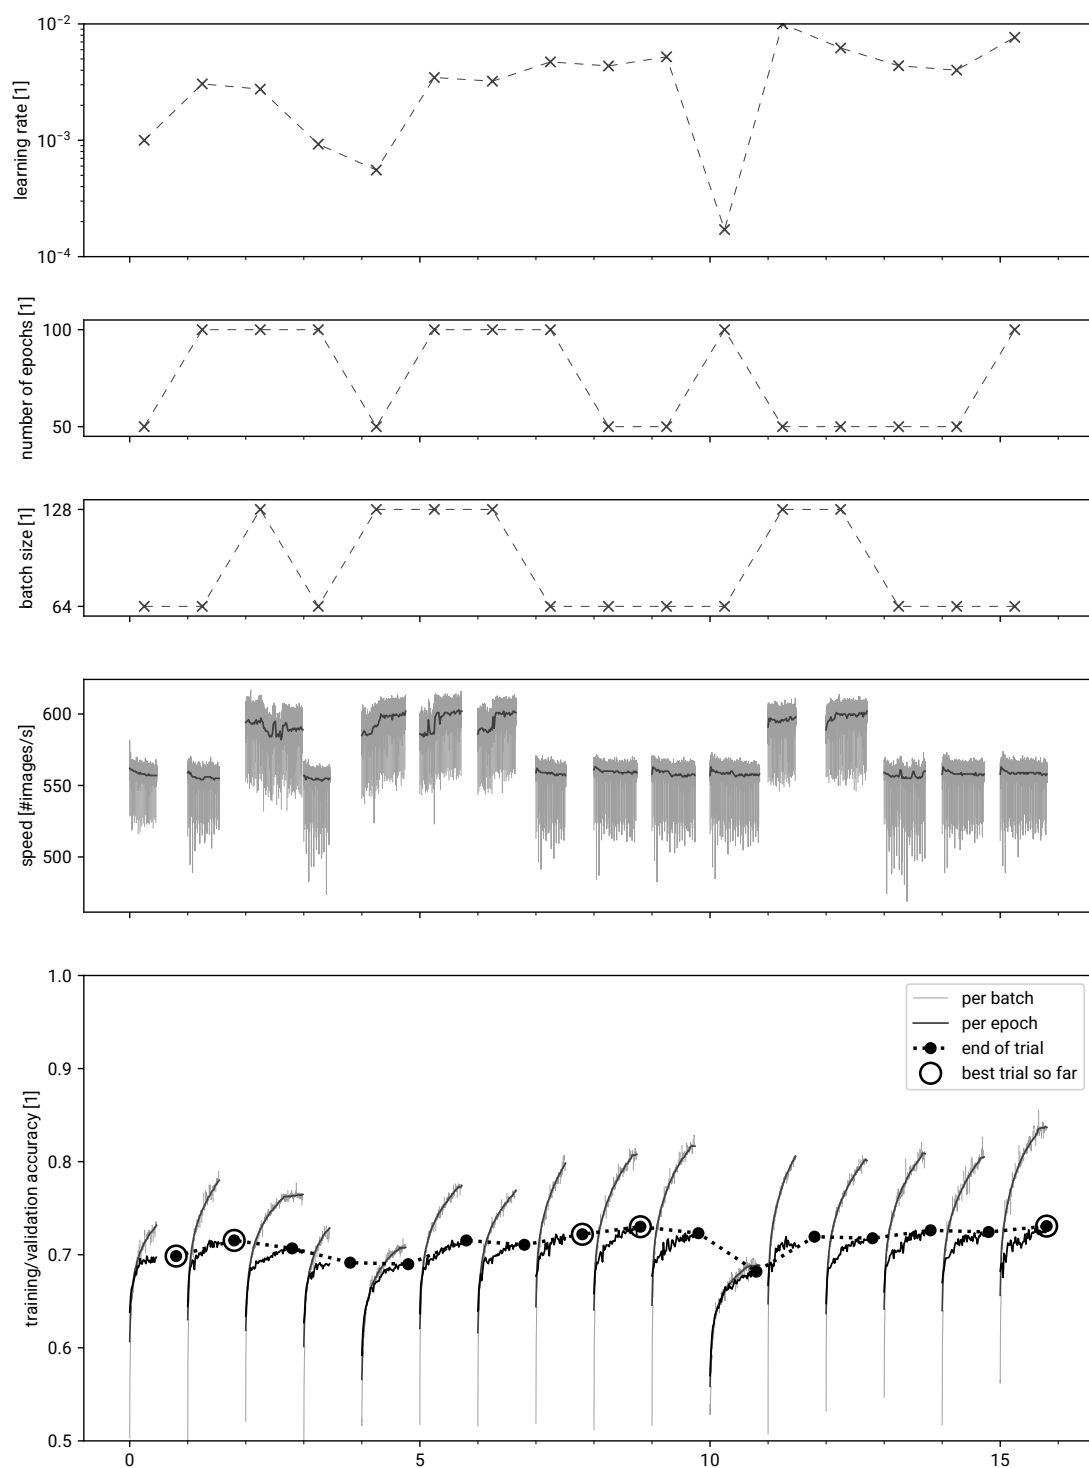 10⁻²
10⁻³
10⁻⁴
learning rate [1]
100
50
number of epochs [1]
128
64
batch size [1]
600
550
500
speed [#images/s]
1.0
0.9
0.8
0.7
0.6
0.5
training/validation accuracy [1]
per batch
per epoch
end of trial
best trial so far
0
5
10
15